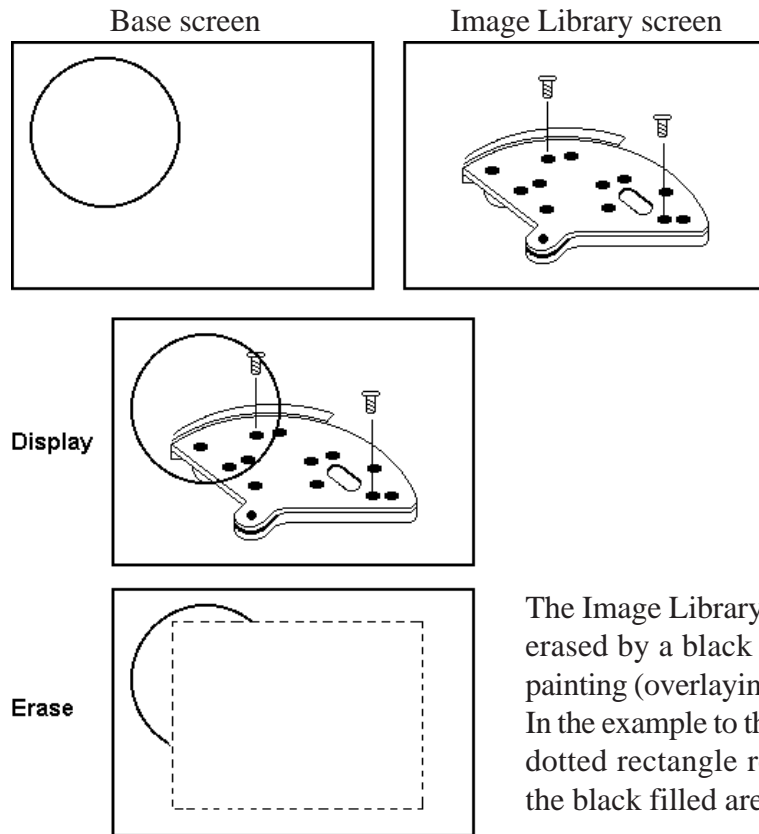 Base screen
Image Library screen
Display
Erase
The Image Library
erased by a black
painting (overlayin
In the example to th
dotted rectangle r
the black filled are